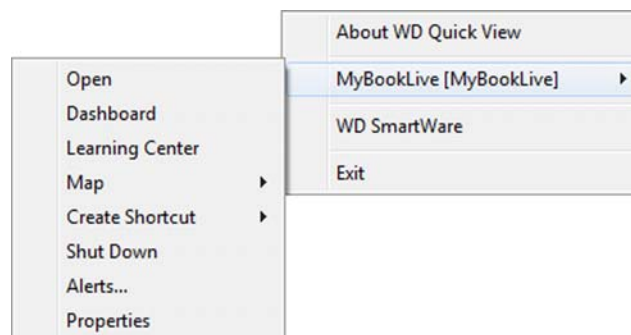 About WD Quick View
MyBookLive [MyBookLive]
WD SmartWare
Exit
Open
Dashboard
Learning Center
Map
Create Shortcut
Shut Down
Alerts...
Properties